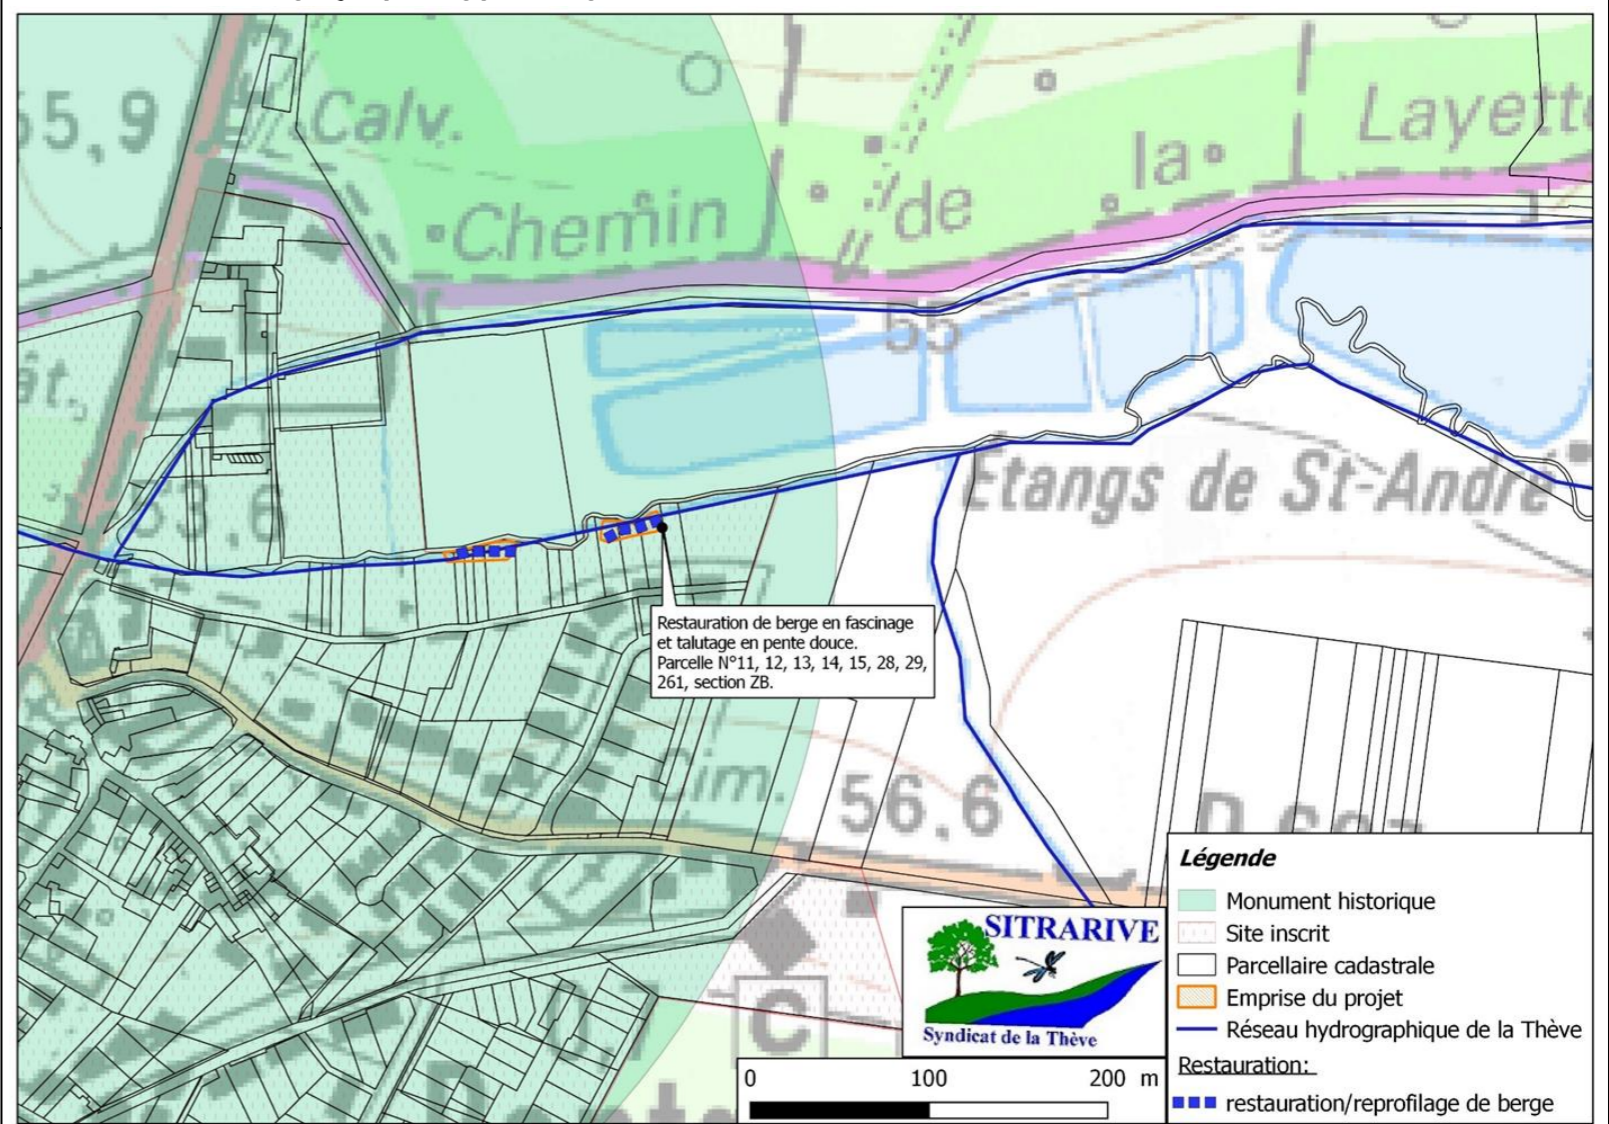 55,9
Calv.
Chemin
de
la
Layette
55
ât.
53,6
Etangs de St-André
Restauration de berge en fascinage
et talutage en pente douce.
Parcelle N°11, 12, 13, 14, 15, 28, 29,
261, section ZB.
Cim.
56.6
C
Légende
Monument historique
Site inscrit
Parcellaire cadastrale
Emprise du projet
Réseau hydrographique de la Thève
Restauration:
restauration/reprofilage de berge
SITRARIVE
Syndicat de la Thève
0 100 200 m